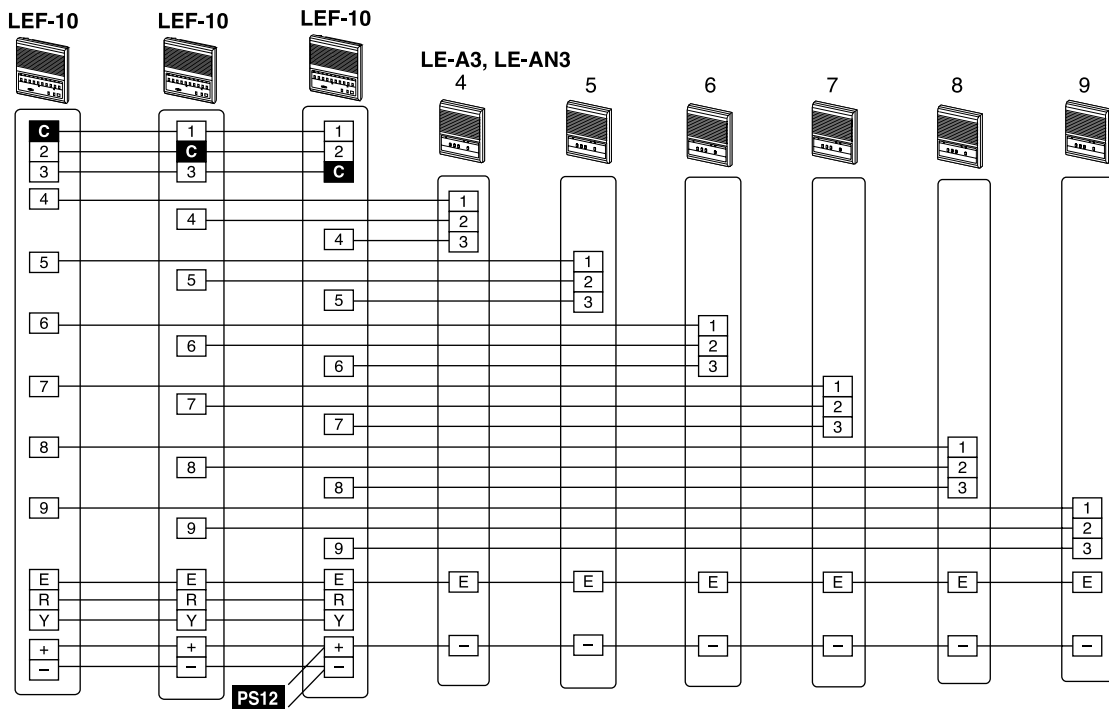 LEF-10 LEF-10 LEF-10
LE-A3, LE-AN3
4 5 6 7 8 9
C 1 1
2 C 2
3 3 C
4 1
4 2
4 3
5 1
5 2
5 3
6 1
6 2
6 3
7 1
7 2
7 3
8 1
8 2
8 3
9 1
9 2
9 3
E E E E E E E E E
R R R
Y Y Y
+ + + − − − − − −
− − −
PS12